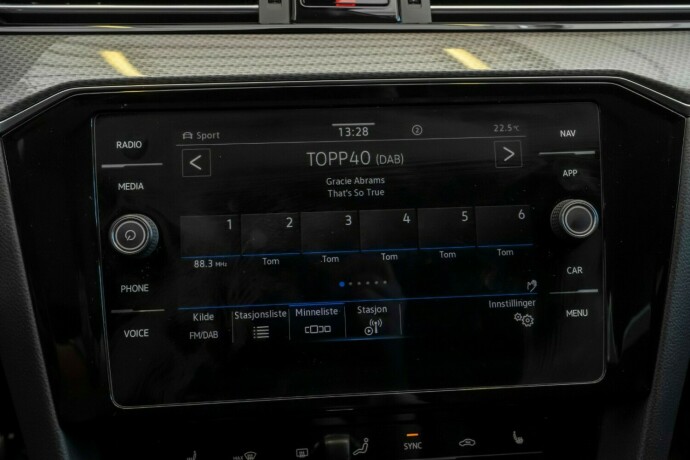 Sport 13:28 2 22.5°C
RADIO NAV
< TOPP40 (DAB) >
Gracie Abrams
That's So True
MEDIA APP
1 2 3 4 5 6
88.3 MHz Tom Tom Tom Tom Tom
PHONE CAR
Kilde Stasjonsliste Minneliste Stasjon Innstillinger
FM/DAB
VOICE MENU
SYNC